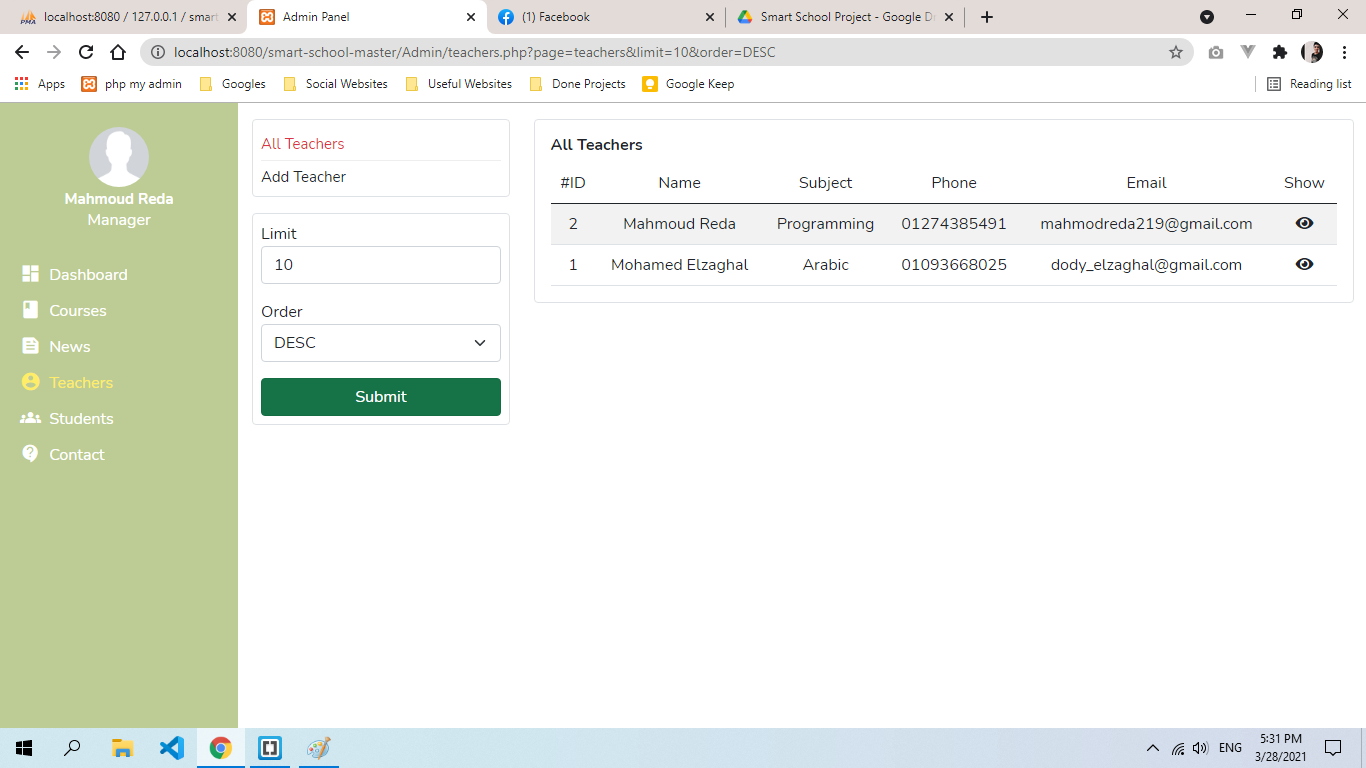 localhost:8080 / 127.0.0.1 / smart
Admin Panel
(1) Facebook
Smart School Project - Google D
localhost:8080/smart-school-master/Admin/teachers.php?page=teachers&limit=10&order=DESC
Apps
php my admin
Googles
Social Websites
Useful Websites
Done Projects
Google Keep
Reading list
Mahmoud Reda
Manager
Dashboard
Courses
News
Teachers
Students
Contact
All Teachers
Add Teacher
Limit
10
Order
DESC
Submit
All Teachers
#ID Name Subject Phone Email Show
2 Mahmoud Reda Programming 01274385491 mahmodreda219@gmail.com
1 Mohamed Elzaghal Arabic 01093668025 dody_elzaghal@gmail.com
ENG
5:31 PM
3/28/2021